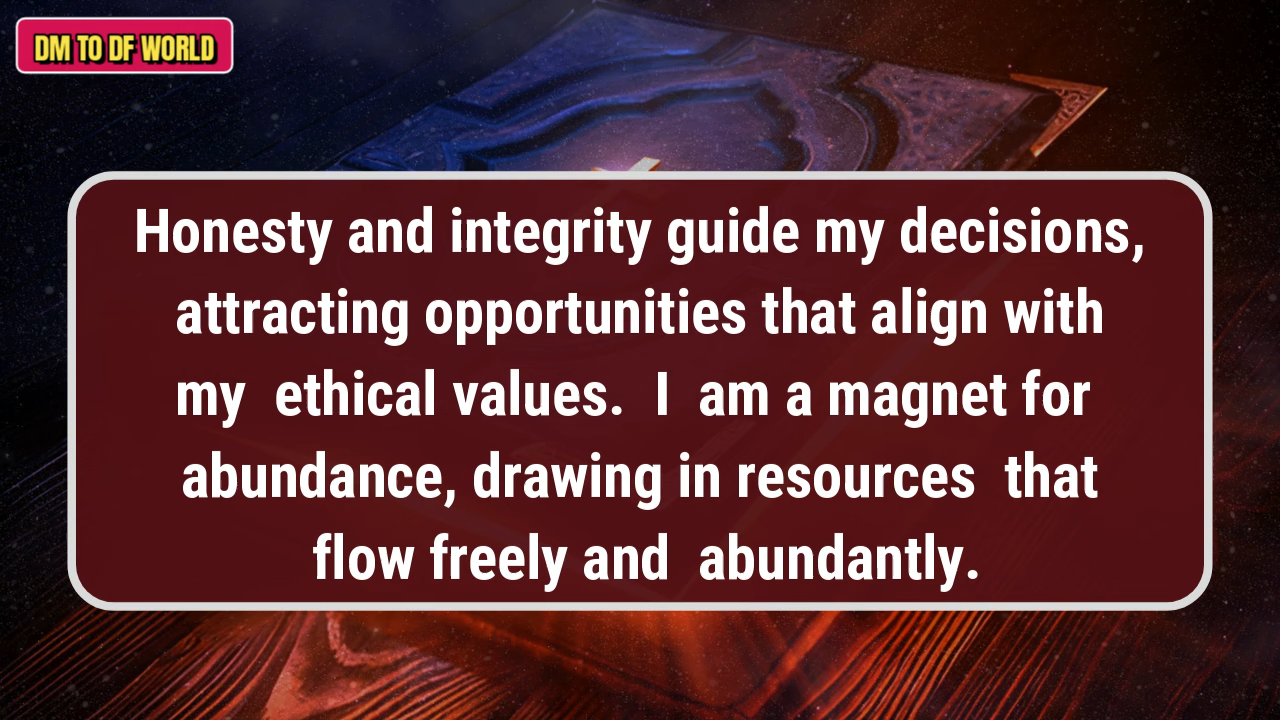 DM TO DF WORLD
Honesty and integrity guide my decisions,
attracting opportunities that align with
my ethical values. I am a magnet for
abundance, drawing in resources that
flow freely and abundantly.